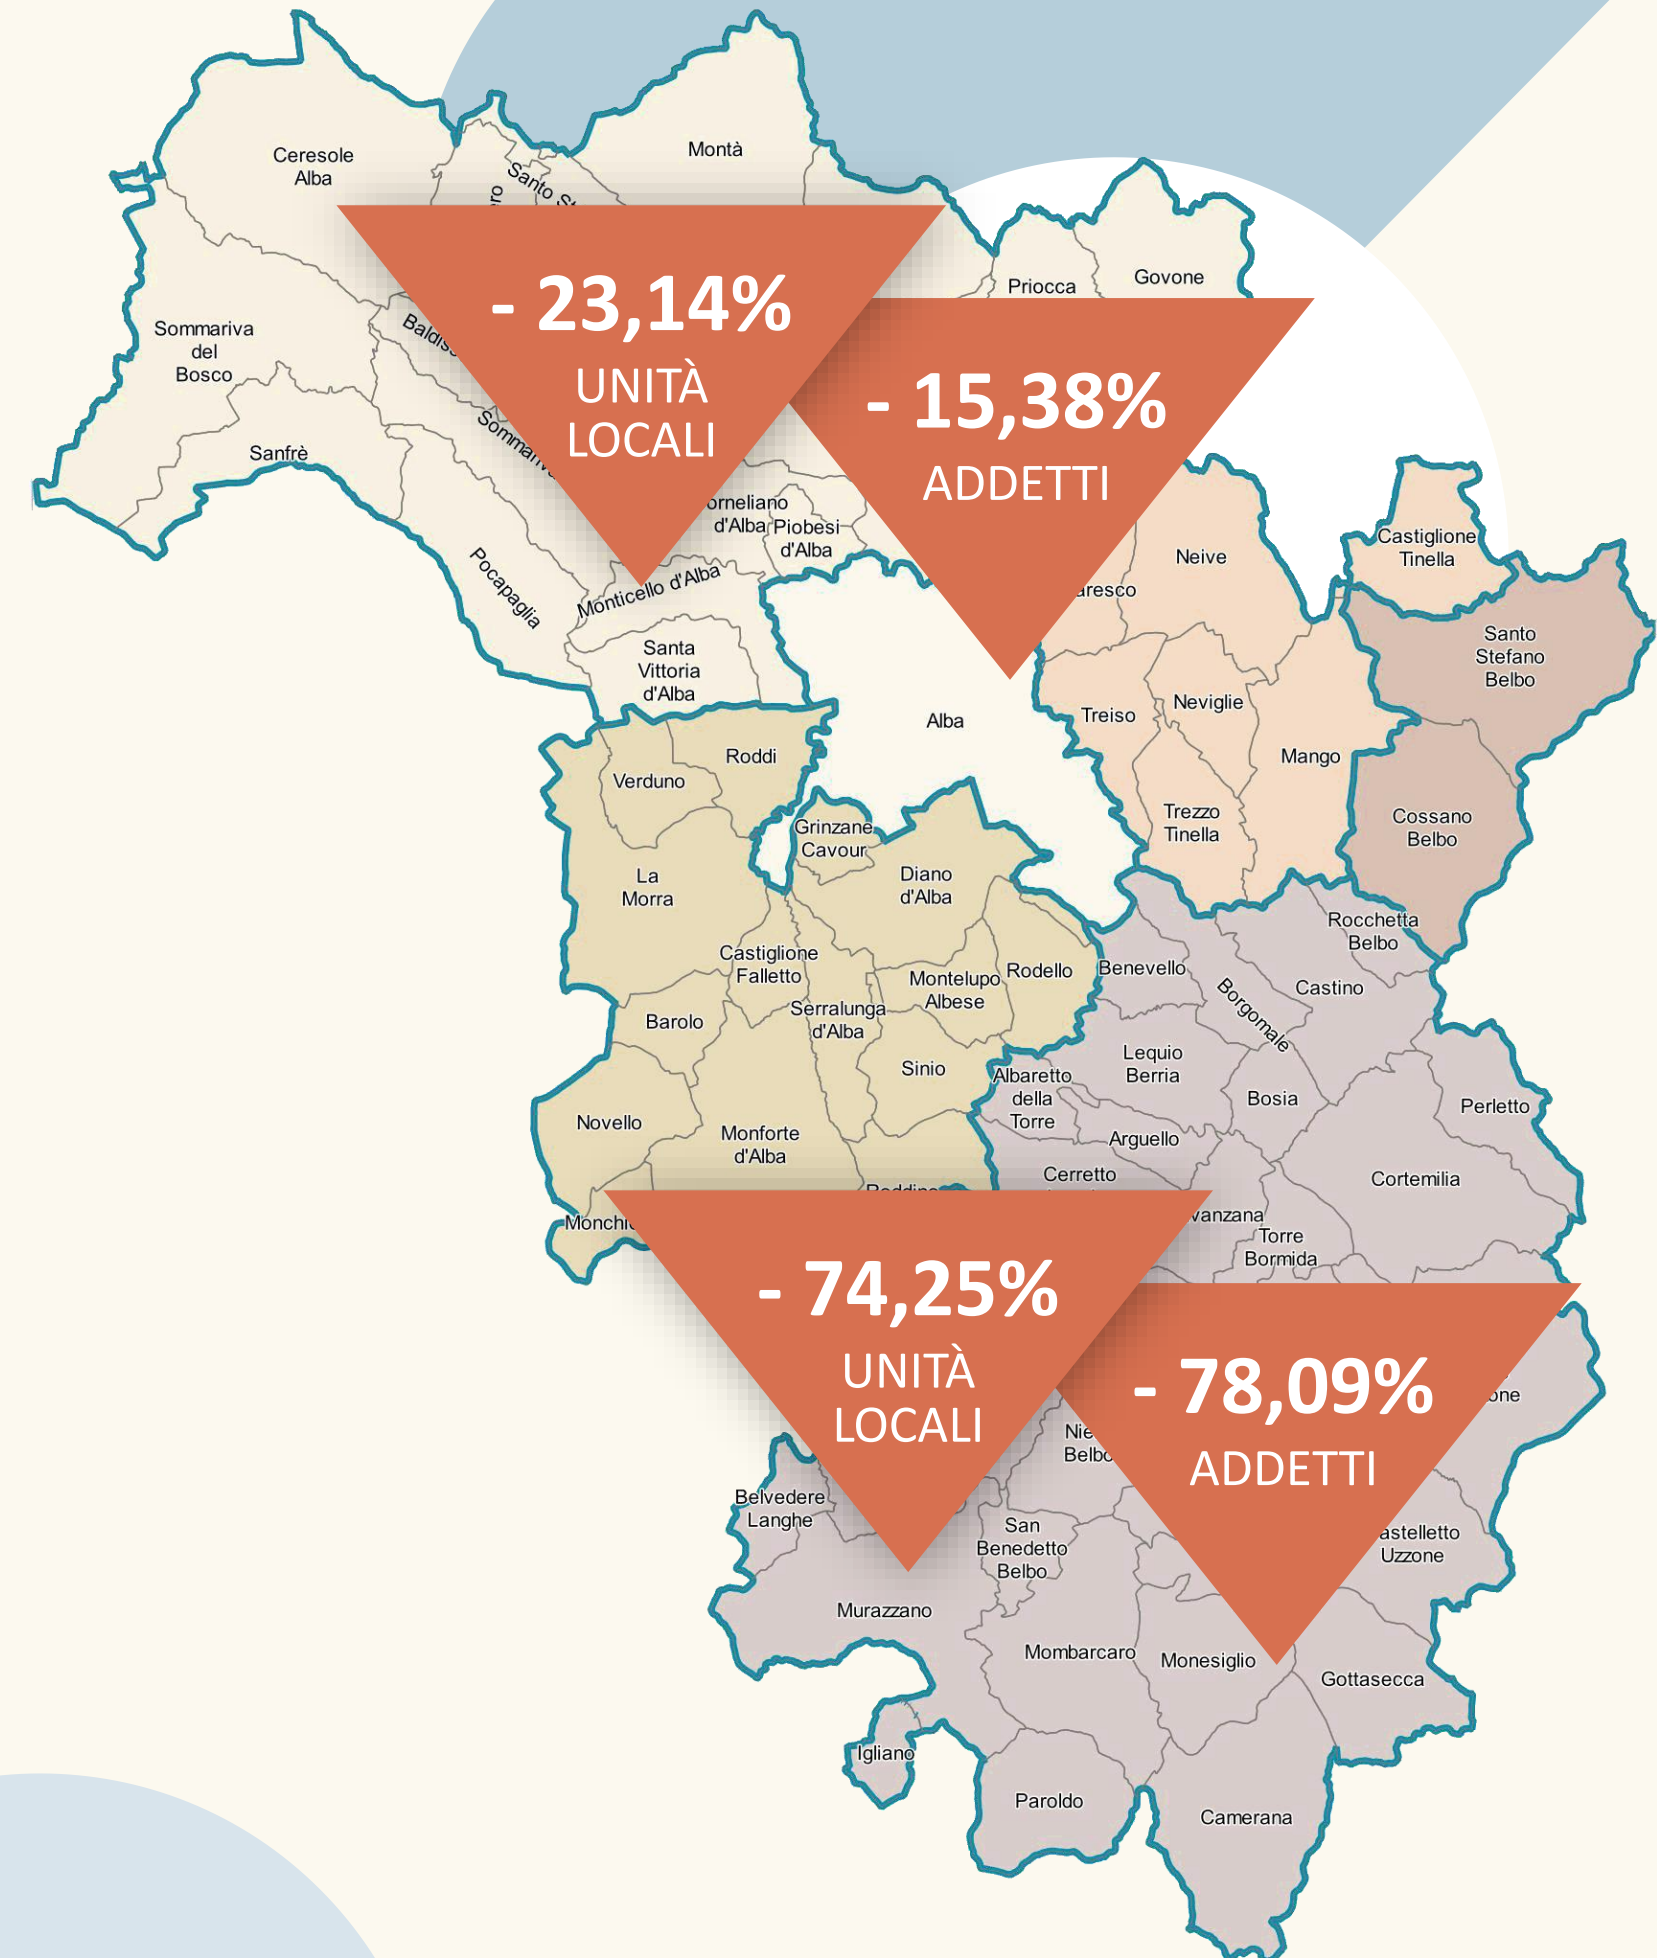 Ceresole
Alba
Montà
Santo
Priocca
Govone
- 23,14%
UNITÀ
LOCALI
- 15,38%
ADDETTI
Sommariva
del
Bosco
Sanfrè
Pocapaglia
d'Alba
Piobesi
d'Alba
Monticello d'Alba
Santa
Vittoria
d'Alba
Neive
Castiglione
Tinella
Santo
Stefano
Belbo
Alba
Treiso
Neviglie
Mango
Trezzo
Tinella
Cossano
Belbo
Verduno
Roddi
Grinzane
Cavour
La
Morra
Diano
d'Alba
Castiglione
Falletto
Montelupo
Albese
Rodello
Serralunga
d'Alba
Barolo
Sinio
Novello
Monforte
d'Alba
Rocchetta
Belbo
Benevello
Borgomale
Castino
Lequio
Berria
Albaretto
della
Torre
Bosia
Perletto
Arguello
Cerretto
Cortemilia
Torre
Bormida
- 74,25%
UNITÀ
LOCALI
- 78,09%
ADDETTI
Belbo
Belvedere
Langhe
San
Benedetto
Belbo
Uzzone
Murazzano
Mombarcaro
Monesiglio
Gottasecca
Igliano
Paroldo
Camerana